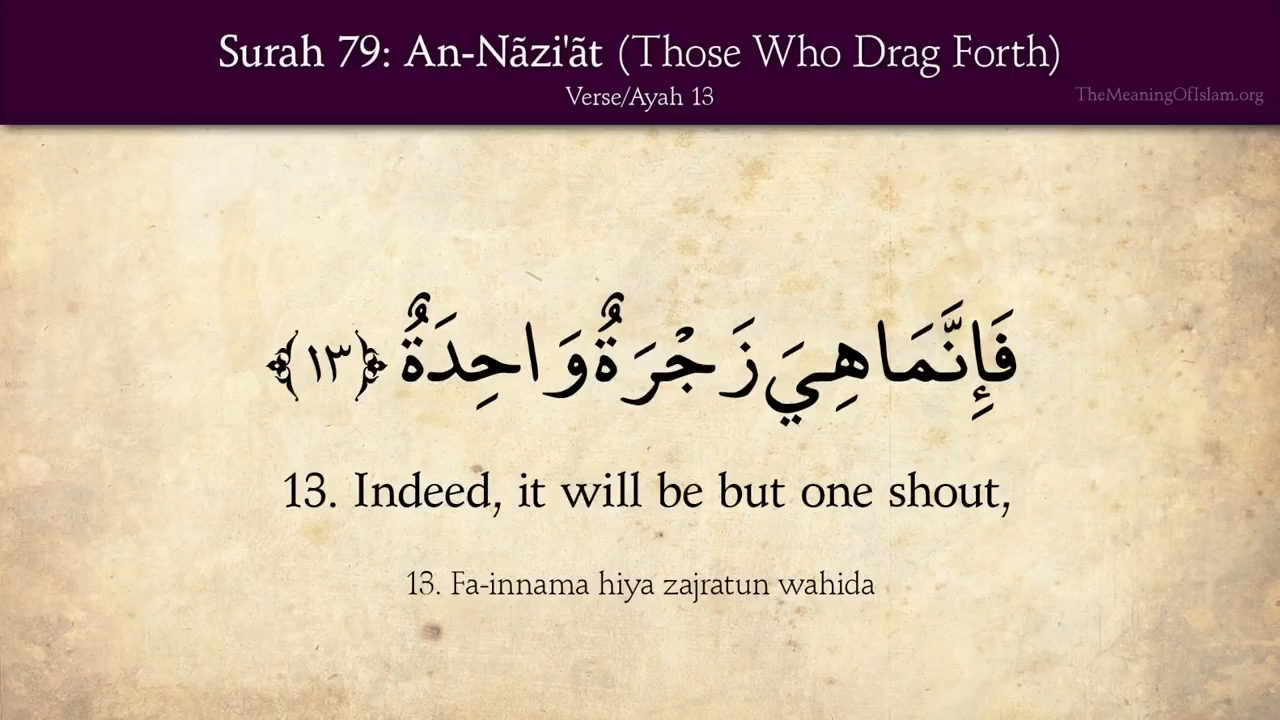 Surah 79: An-Nãzi'ãt (Those Who Drag Forth)
Verse/Ayah 13
TheMeaningOfIslam.org
فَإِنَّمَا هِيَ زَجْرَةٌ وَاحِدَةٌ ﴿١٣﴾
13. Indeed, it will be but one shout,
13. Fa-innama hiya zajratun wahida